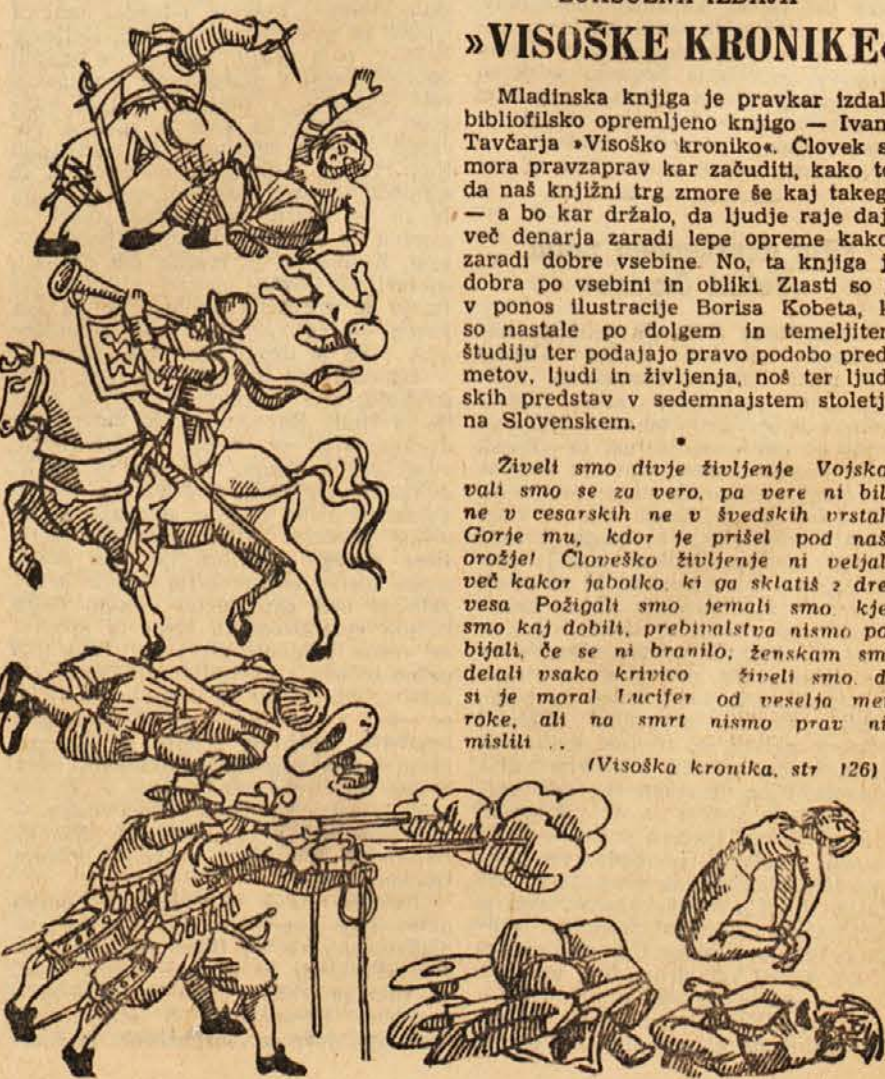 »VISOŠKE KRONIKE«
Mladinska knjiga je pravkar izdal
bibliofilsko opremljeno knjigo — Ivan
Tavčarja »Visoško kroniko«. Človek s
mora pravzaprav kar začuditi, kako te
da naš knjižni trg zmore še kaj takeg
— a bo kar držalo, da ljudje raje daj
več denarja zaradi lepe opreme kako
zaradi dobre vsebine. No, ta knjiga j
dobra po vsebini in obliki. Zlasti so
v ponos ilustracije Borisa Kobeta, k
so nastale po dolgem in temeljiten
študiju ter podajajo pravo podobo pred
metov, ljudi in življenja, noš ter ljud
skih predstav v sedemnajstem stoletj
na Slovenskem.
•
Živeli smo divje življenje Vojsko
vali smo se za vero, pa vere ni bil
ne v cesarskih ne v švedskih vrstah
Gorje mu, kdor je prišel pod naš
orožje! Človeško življenje ni veljal
več kakor jabolko, ki ga sklatiš z dre
vesa Požigali smo jemali smo kje
smo kaj dobili, prebivalstva nismo po
bijali, če se ni branilo, ženskam sm
delali vsako krivico živeli smo. d
si je moral Lucifer od veselja me
roke, ali na smrt nismo prav ni
mislili ..
(Visoška kronika, str 126)